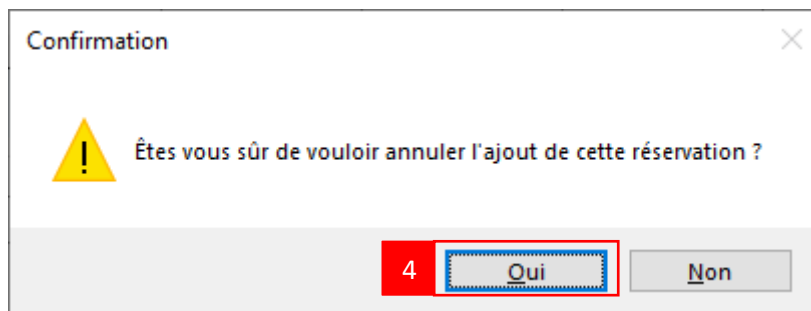 Confirmation
Êtes vous sûr de vouloir annuler l'ajout de cette réservation ?
4 Oui Non